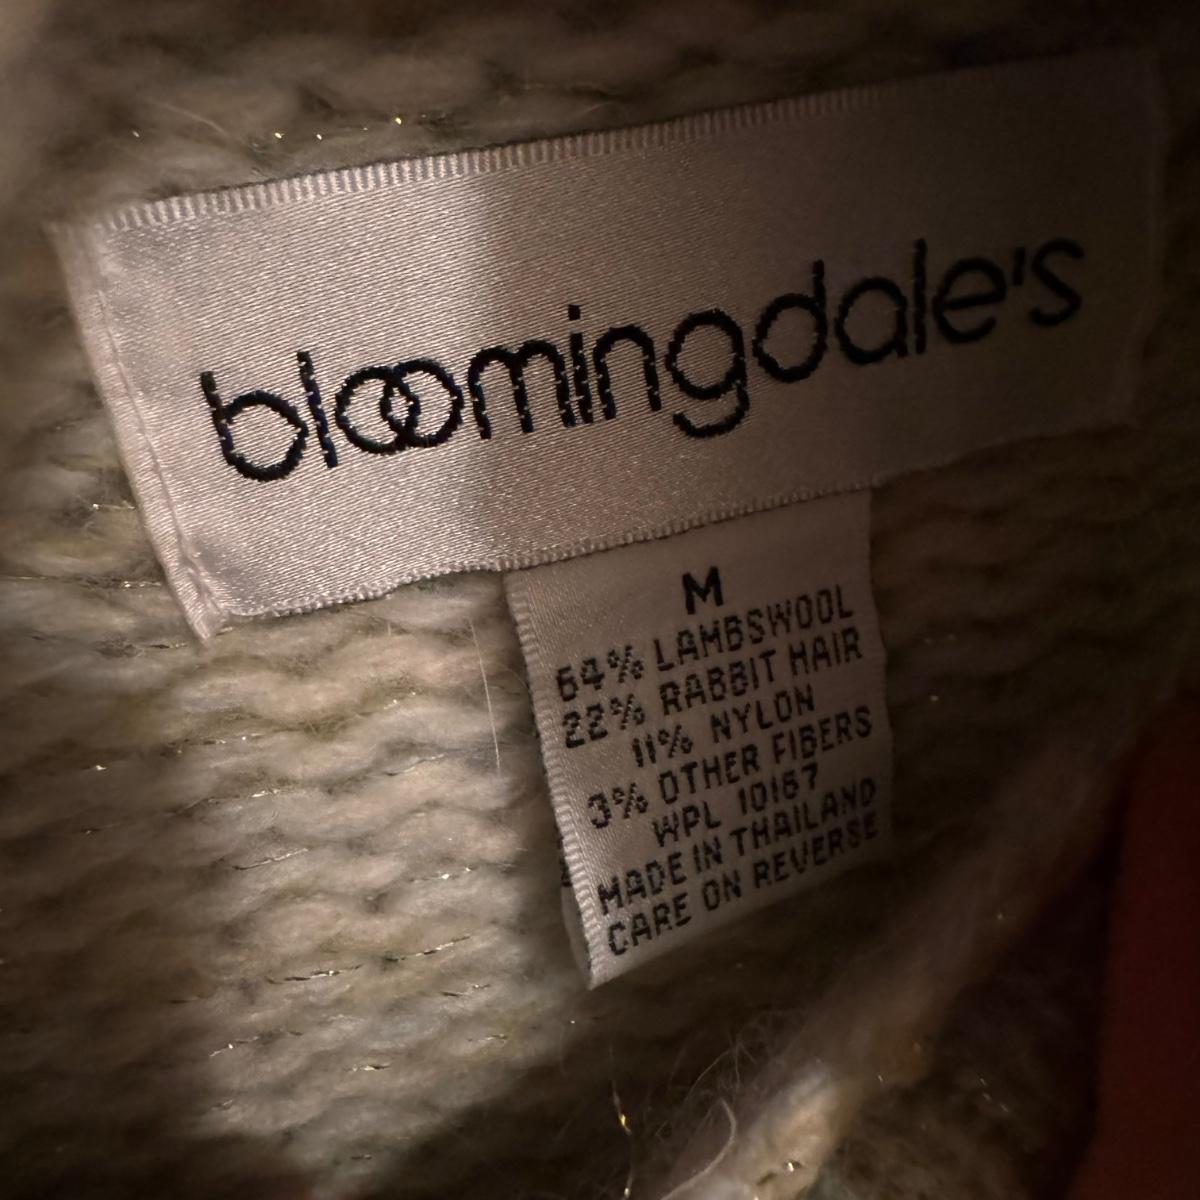 bloomingdale's
M
64% LAMBSWOOL
22% RABBIT HAIR
11% NYLON
3% OTHER FIBERS
WPL 10167
MADE IN THAILAND
CARE ON REVERSE